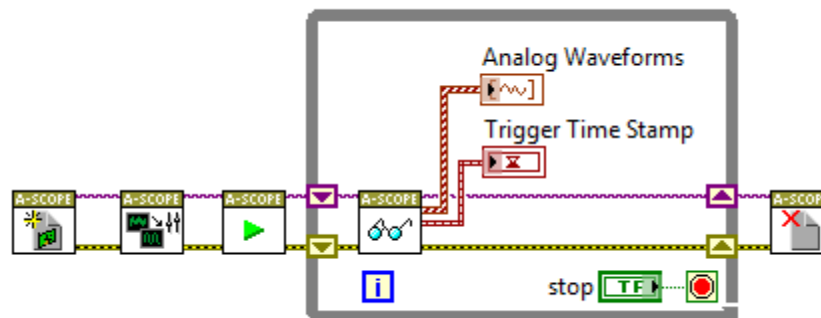 Analog Waveforms
Trigger Time Stamp
A-SCOPE A-SCOPE A-SCOPE A-SCOPE A-SCOPE
i
stop TF